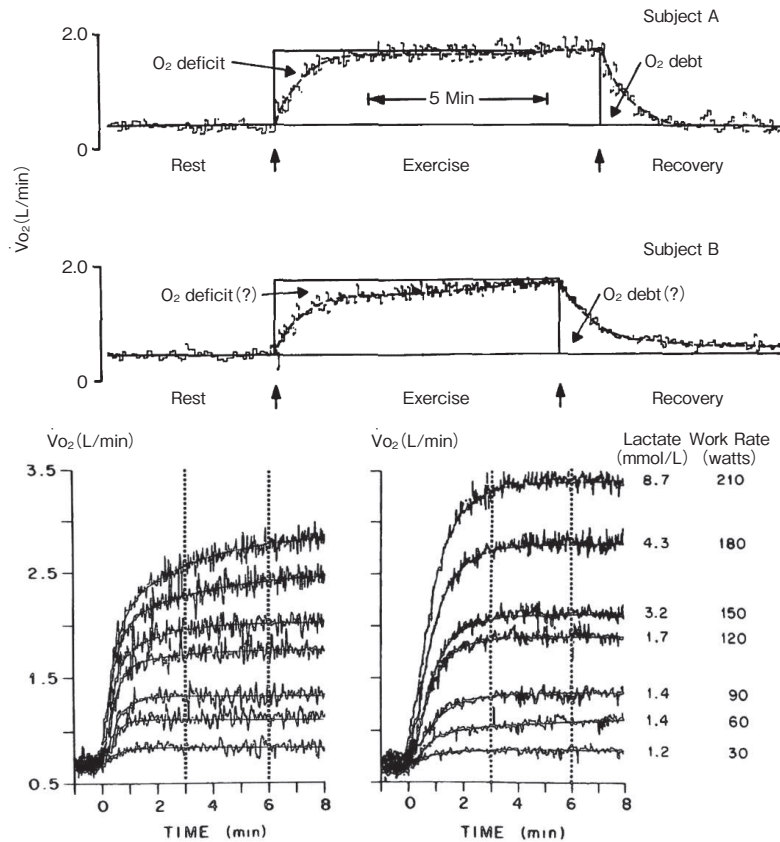 Subject A
2.0
O₂ deficit
O₂ debt
5 Min
0
Rest Exercise Recovery
V̇o₂(L/min)
Subject B
2.0
O₂ deficit(?)
O₂ debt(?)
0
Rest Exercise Recovery
V̇o₂(L/min)
3.5
2.5
1.5
0.5
0 2 4 6 8
TIME (min)
V̇o₂(L/min)
Lactate Work Rate
(mmol/L) (watts)
8.7 210
4.3 180
3.2 150
1.7 120
1.4 90
1.4 60
1.2 30
0 2 4 6 8
TIME (min)